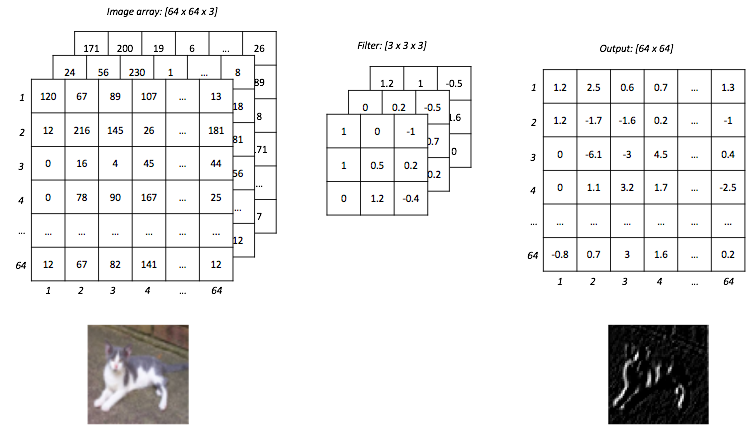 Image array: [64 x 64 x 3]
171 200 19 6 ... 26
24 56 230 1 ... 8
89
1 120 67 89 107 ... 13
18
8
2 12 216 145 26 ... 181
81
.71
3 0 16 4 45 ... 44
56
...
4 0 78 90 167 ... 25
...
7
... ... ... ... ... ... ...
12
64 12 67 82 141 ... 12
1 2 3 4 ... 64
Filter: [3 x 3 x 3]
1.2 1 -0.5
0 0.2 -0.5
1.6
1 0 -1
0.7
0
1 0.5 0.2
0.2
0 1.2 -0.4
Output: [64 x 64]
1 1.2 2.5 0.6 0.7 ... 1.3
2 1.2 -1.7 -1.6 0.2 ... -1
3 0 -6.1 -3 4.5 ... 0.4
4 0 1.1 3.2 1.7 ... -2.5
... ... ... ... ... ... ...
64 -0.8 0.7 3 1.6 ... 0.2
1 2 3 4 ... 64